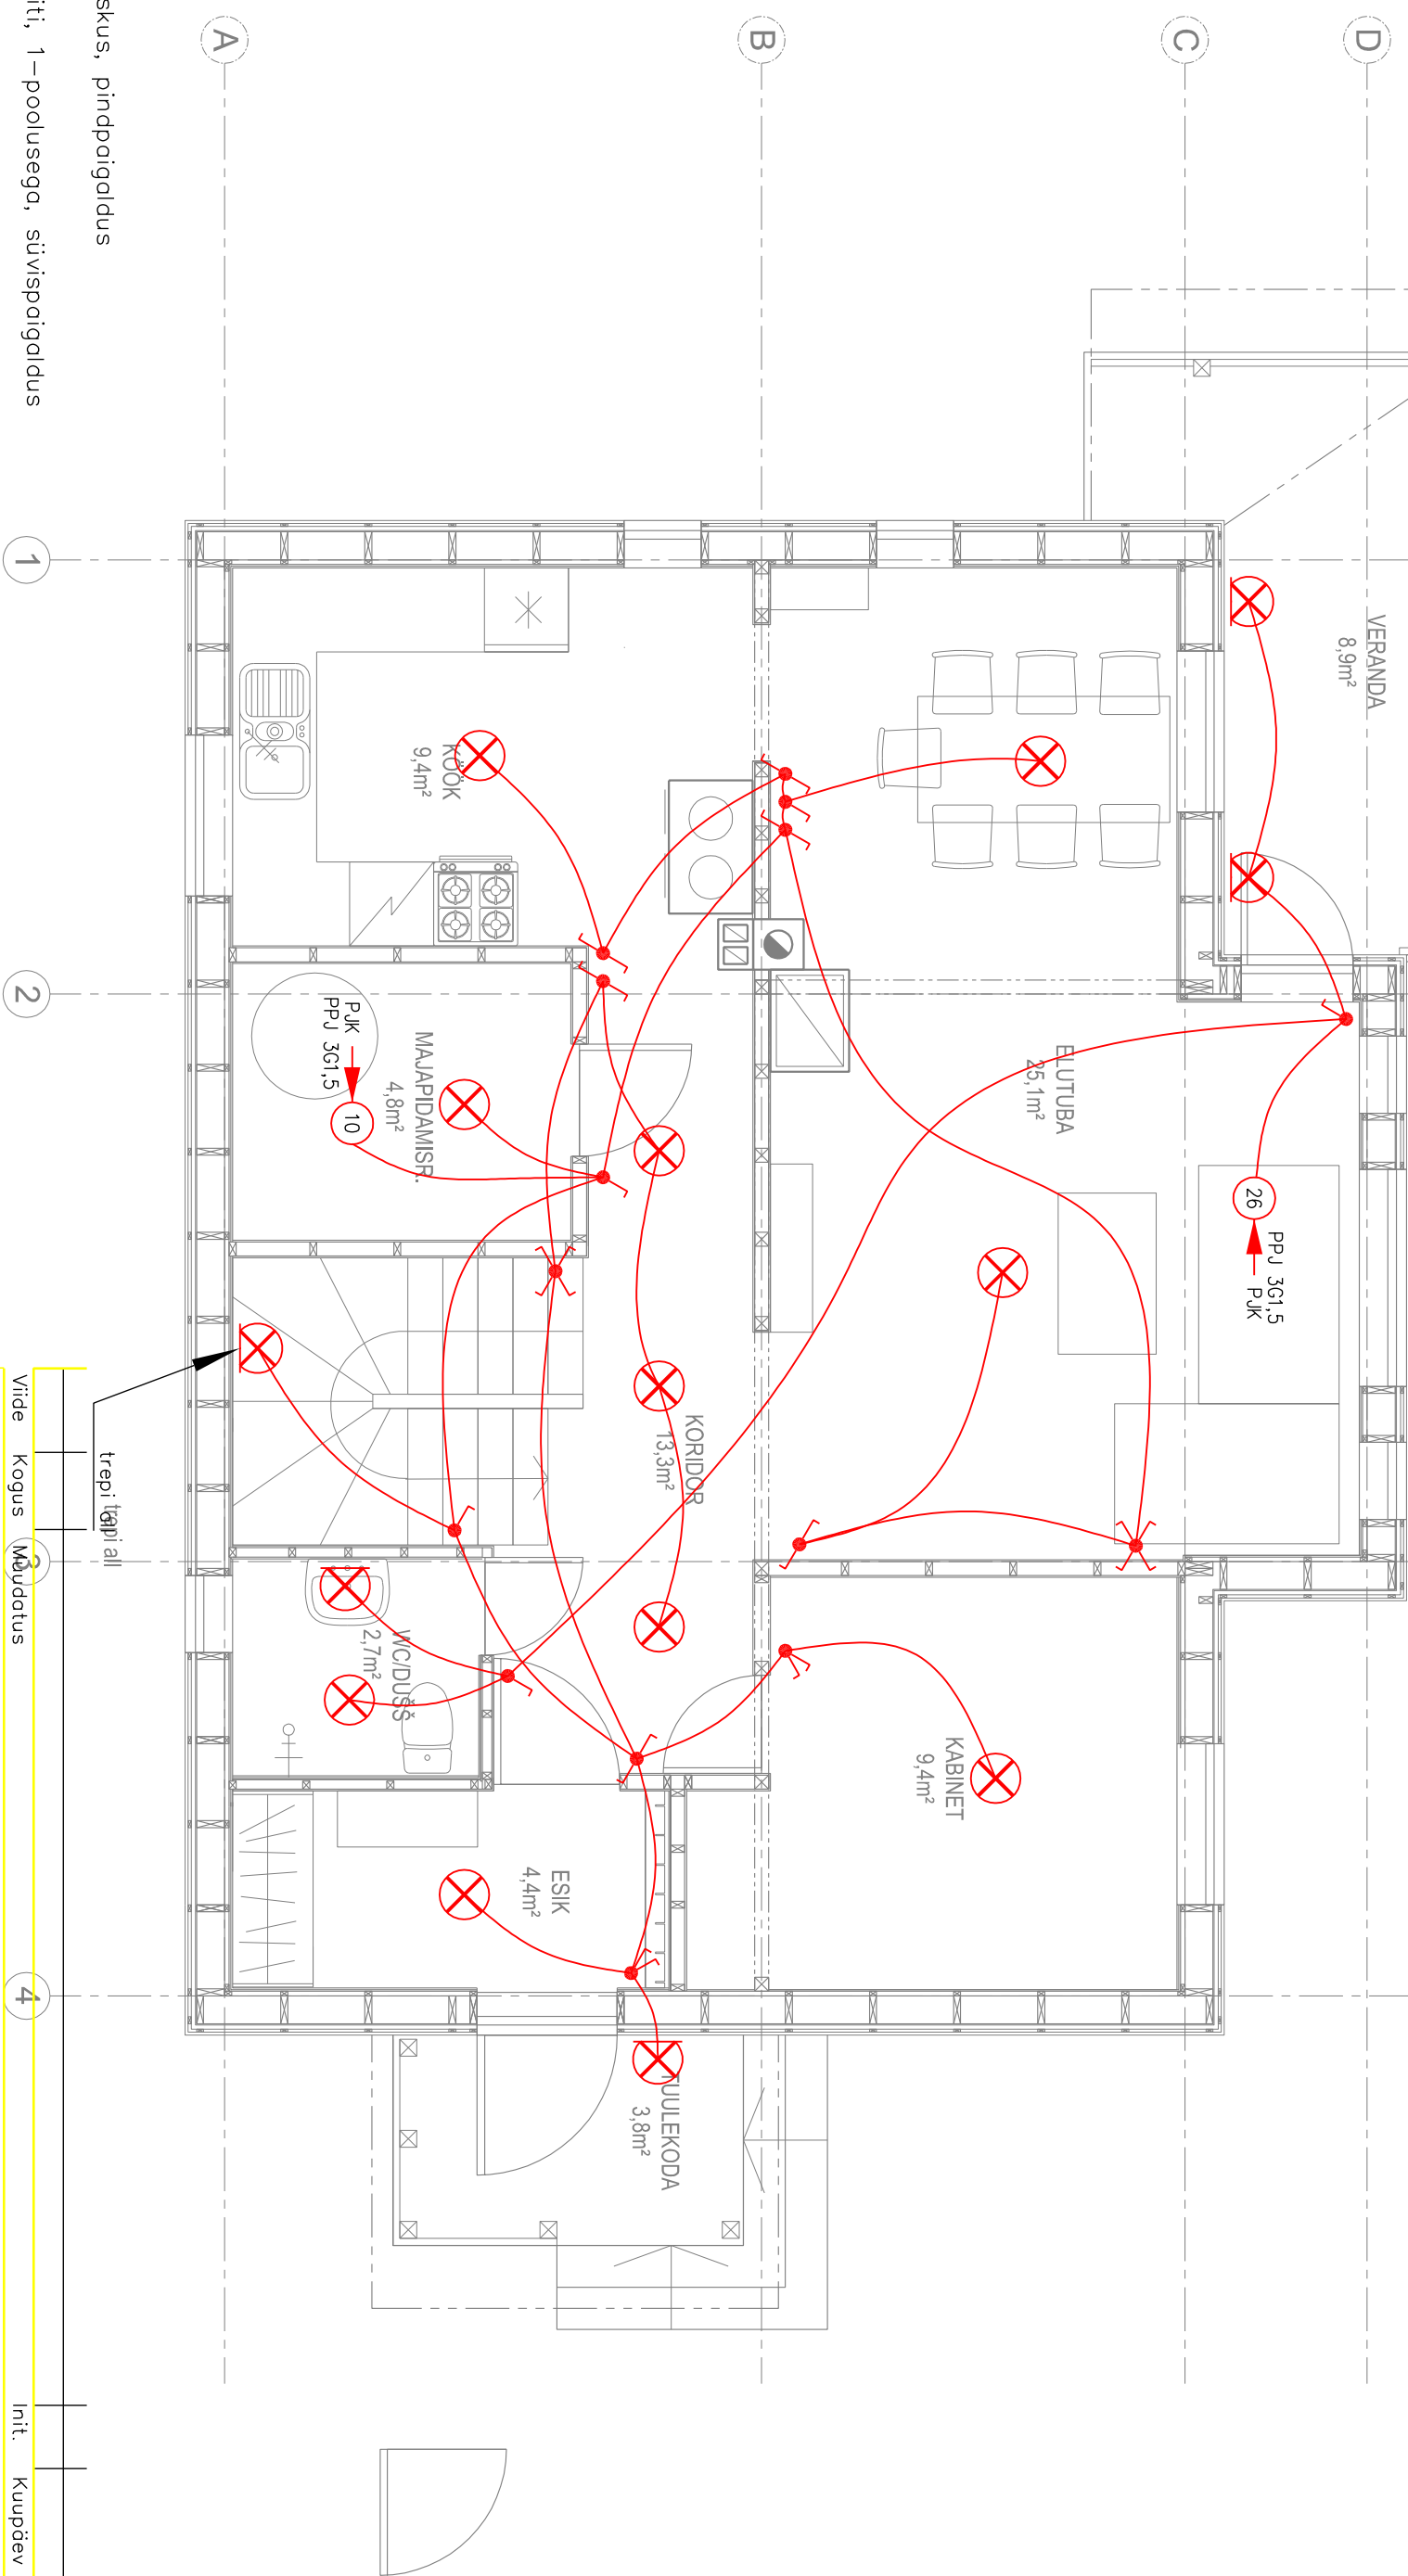 A
B
C
D
1
2
3
4
skus, pindpaigaldus
iti, 1-poolusega, süvispaigaldus
VERANDA
8,9m²
KÖÖK
9,4m²
MAJAPIDAMISR.
4,8m²
PJK
PPJ 3G1,5
10
ELUTUBA
25,1m²
26
PPJ 3G1,5
PJK
KORIDOR
13,3m²
WC/DUŠŠ
2,7m²
KABINET
9,4m²
ESIK
4,4m²
TUULEKODA
3,8m²
trepi all
trepi all
Viide Kogus Muudatus Init. Kuupäev